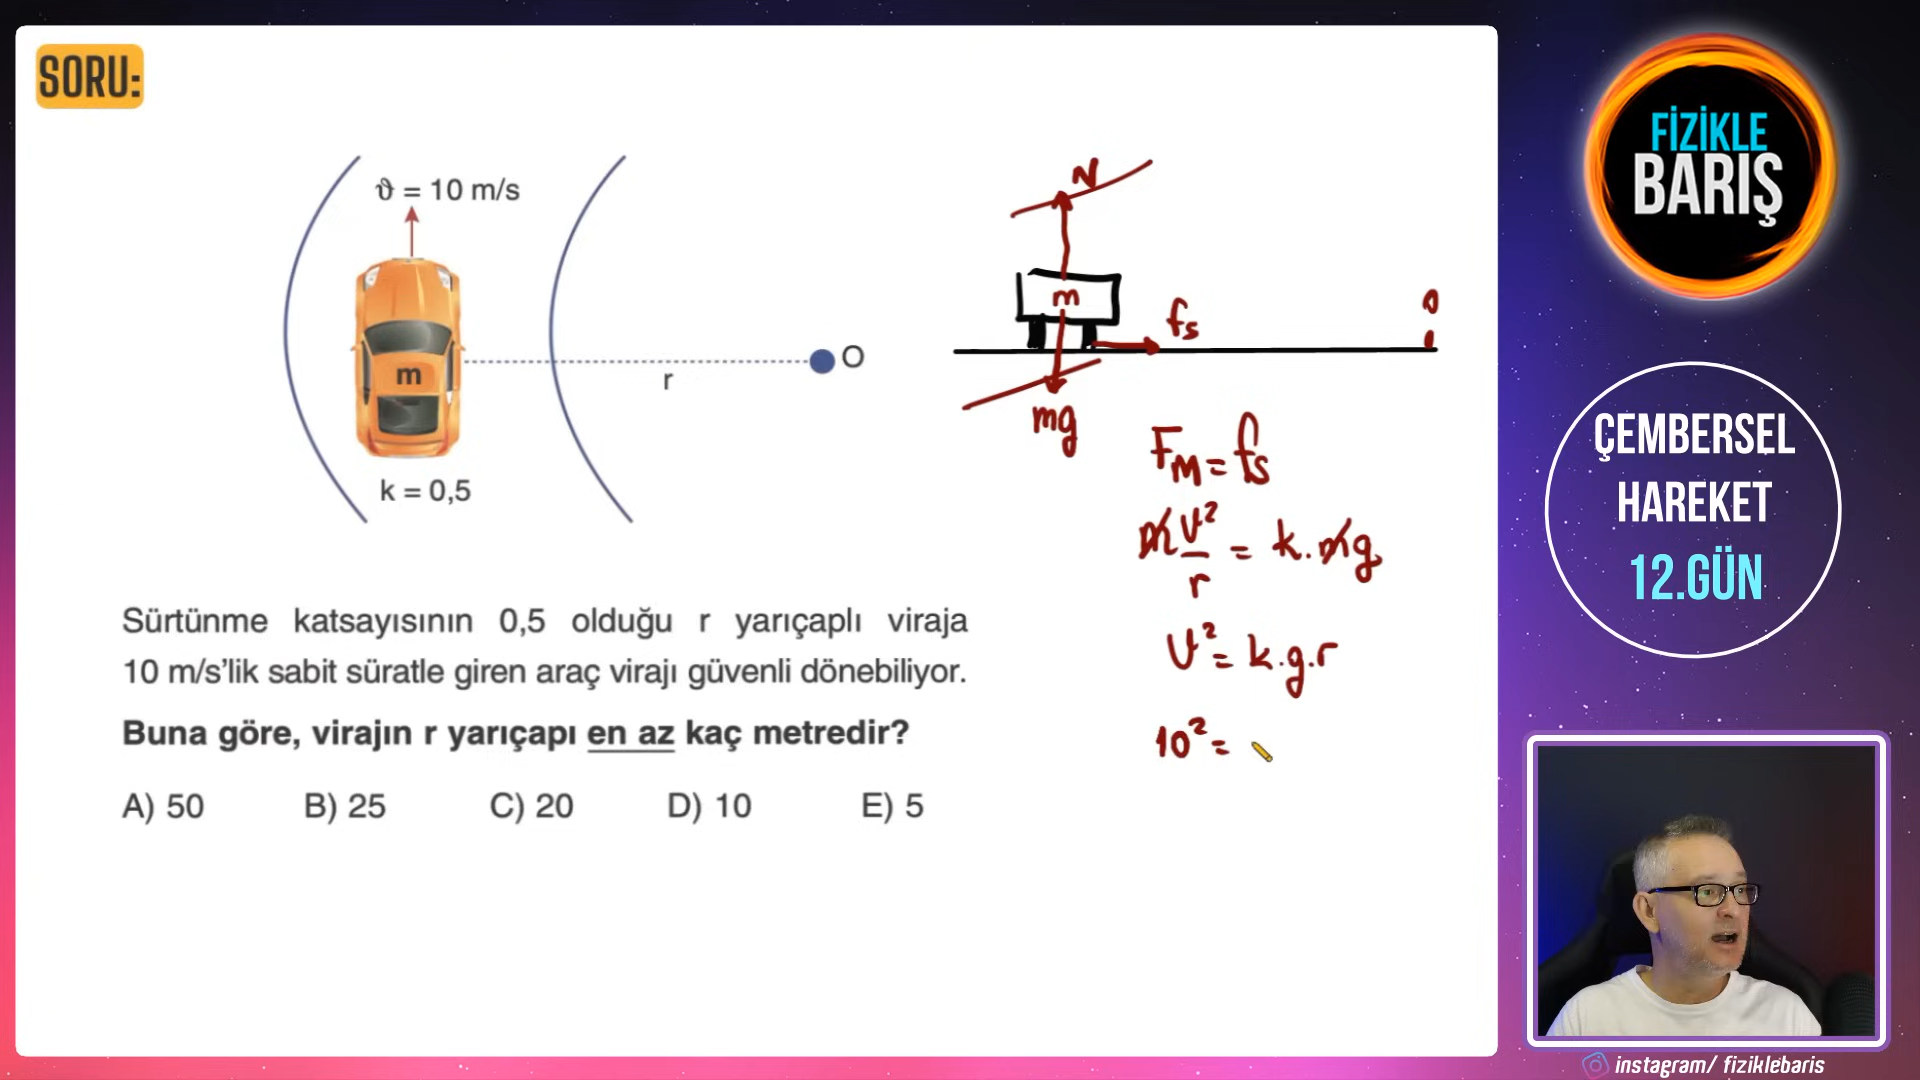 SORU:
ϑ = 10 m/s
m
k = 0,5
r
O
N
m
fs
0
mg
FM = fs
mv²/r = k.mg
v² = k.g.r
10² =
Sürtünme katsayısının 0,5 olduğu r yarıçaplı viraja
10 m/s'lik sabit süratle giren araç virajı güvenli dönebiliyor.
Buna göre, virajın r yarıçapı en az kaç metredir?
A) 50 B) 25 C) 20 D) 10 E) 5
FİZİKLE
BARIŞ
ÇEMBERSEL
HAREKET
12.GÜN
instagram/ fiziklebaris